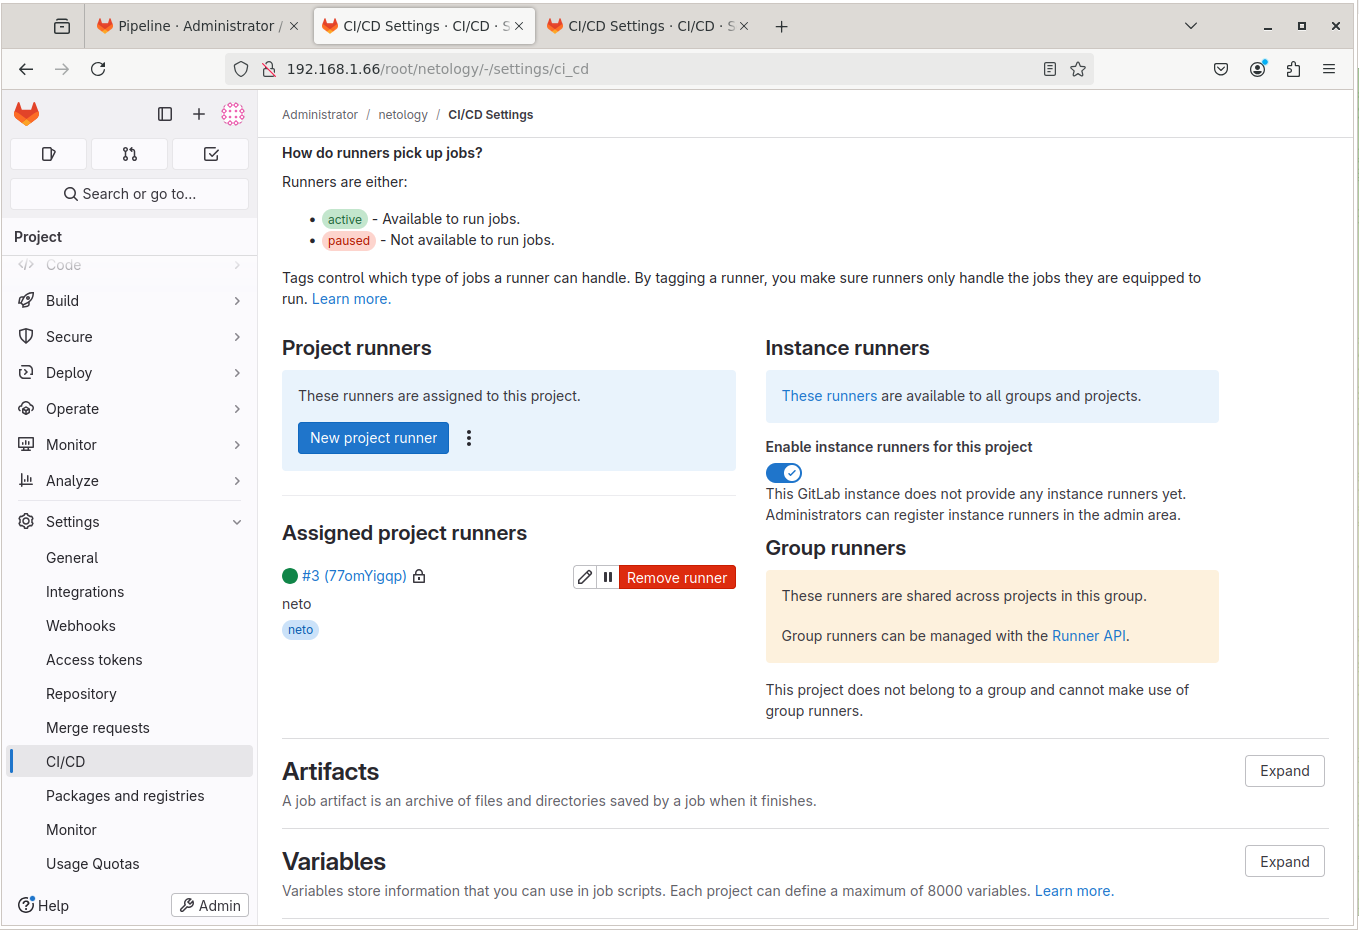 Pipeline · Administrator /
CI/CD Settings · CI/CD · S
CI/CD Settings · CI/CD · S
192.168.1.66/root/netology/-/settings/ci_cd
Administrator / netology / CI/CD Settings
Search or go to...
Project
Code
Build
Secure
Deploy
Operate
Monitor
Analyze
Settings
General
Integrations
Webhooks
Access tokens
Repository
Merge requests
CI/CD
Packages and registries
Monitor
Usage Quotas
Help
Admin
How do runners pick up jobs?
Runners are either:
• active - Available to run jobs.
• paused - Not available to run jobs.
Tags control which type of jobs a runner can handle. By tagging a runner, you make sure runners only handle the jobs they are equipped to
run. Learn more.
Project runners
These runners are assigned to this project.
New project runner
Assigned project runners
#3 (77omYigqp)
Remove runner
neto
neto
Instance runners
These runners are available to all groups and projects.
Enable instance runners for this project
This GitLab instance does not provide any instance runners yet.
Administrators can register instance runners in the admin area.
Group runners
These runners are shared across projects in this group.
Group runners can be managed with the Runner API.
This project does not belong to a group and cannot make use of
group runners.
Artifacts
Expand
A job artifact is an archive of files and directories saved by a job when it finishes.
Variables
Expand
Variables store information that you can use in job scripts. Each project can define a maximum of 8000 variables. Learn more.